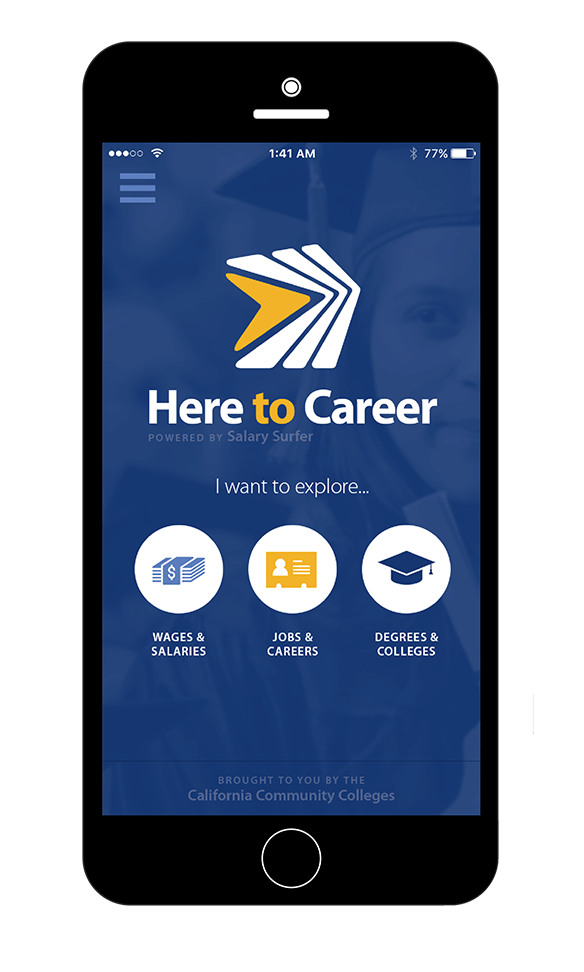 1:41 AM 77%
Here to Career
POWERED BY Salary Surfer
I want to explore...
$
WAGES &
SALARIES
JOBS &
CAREERS
DEGREES &
COLLEGES
BROUGHT TO YOU BY THE
California Community Colleges